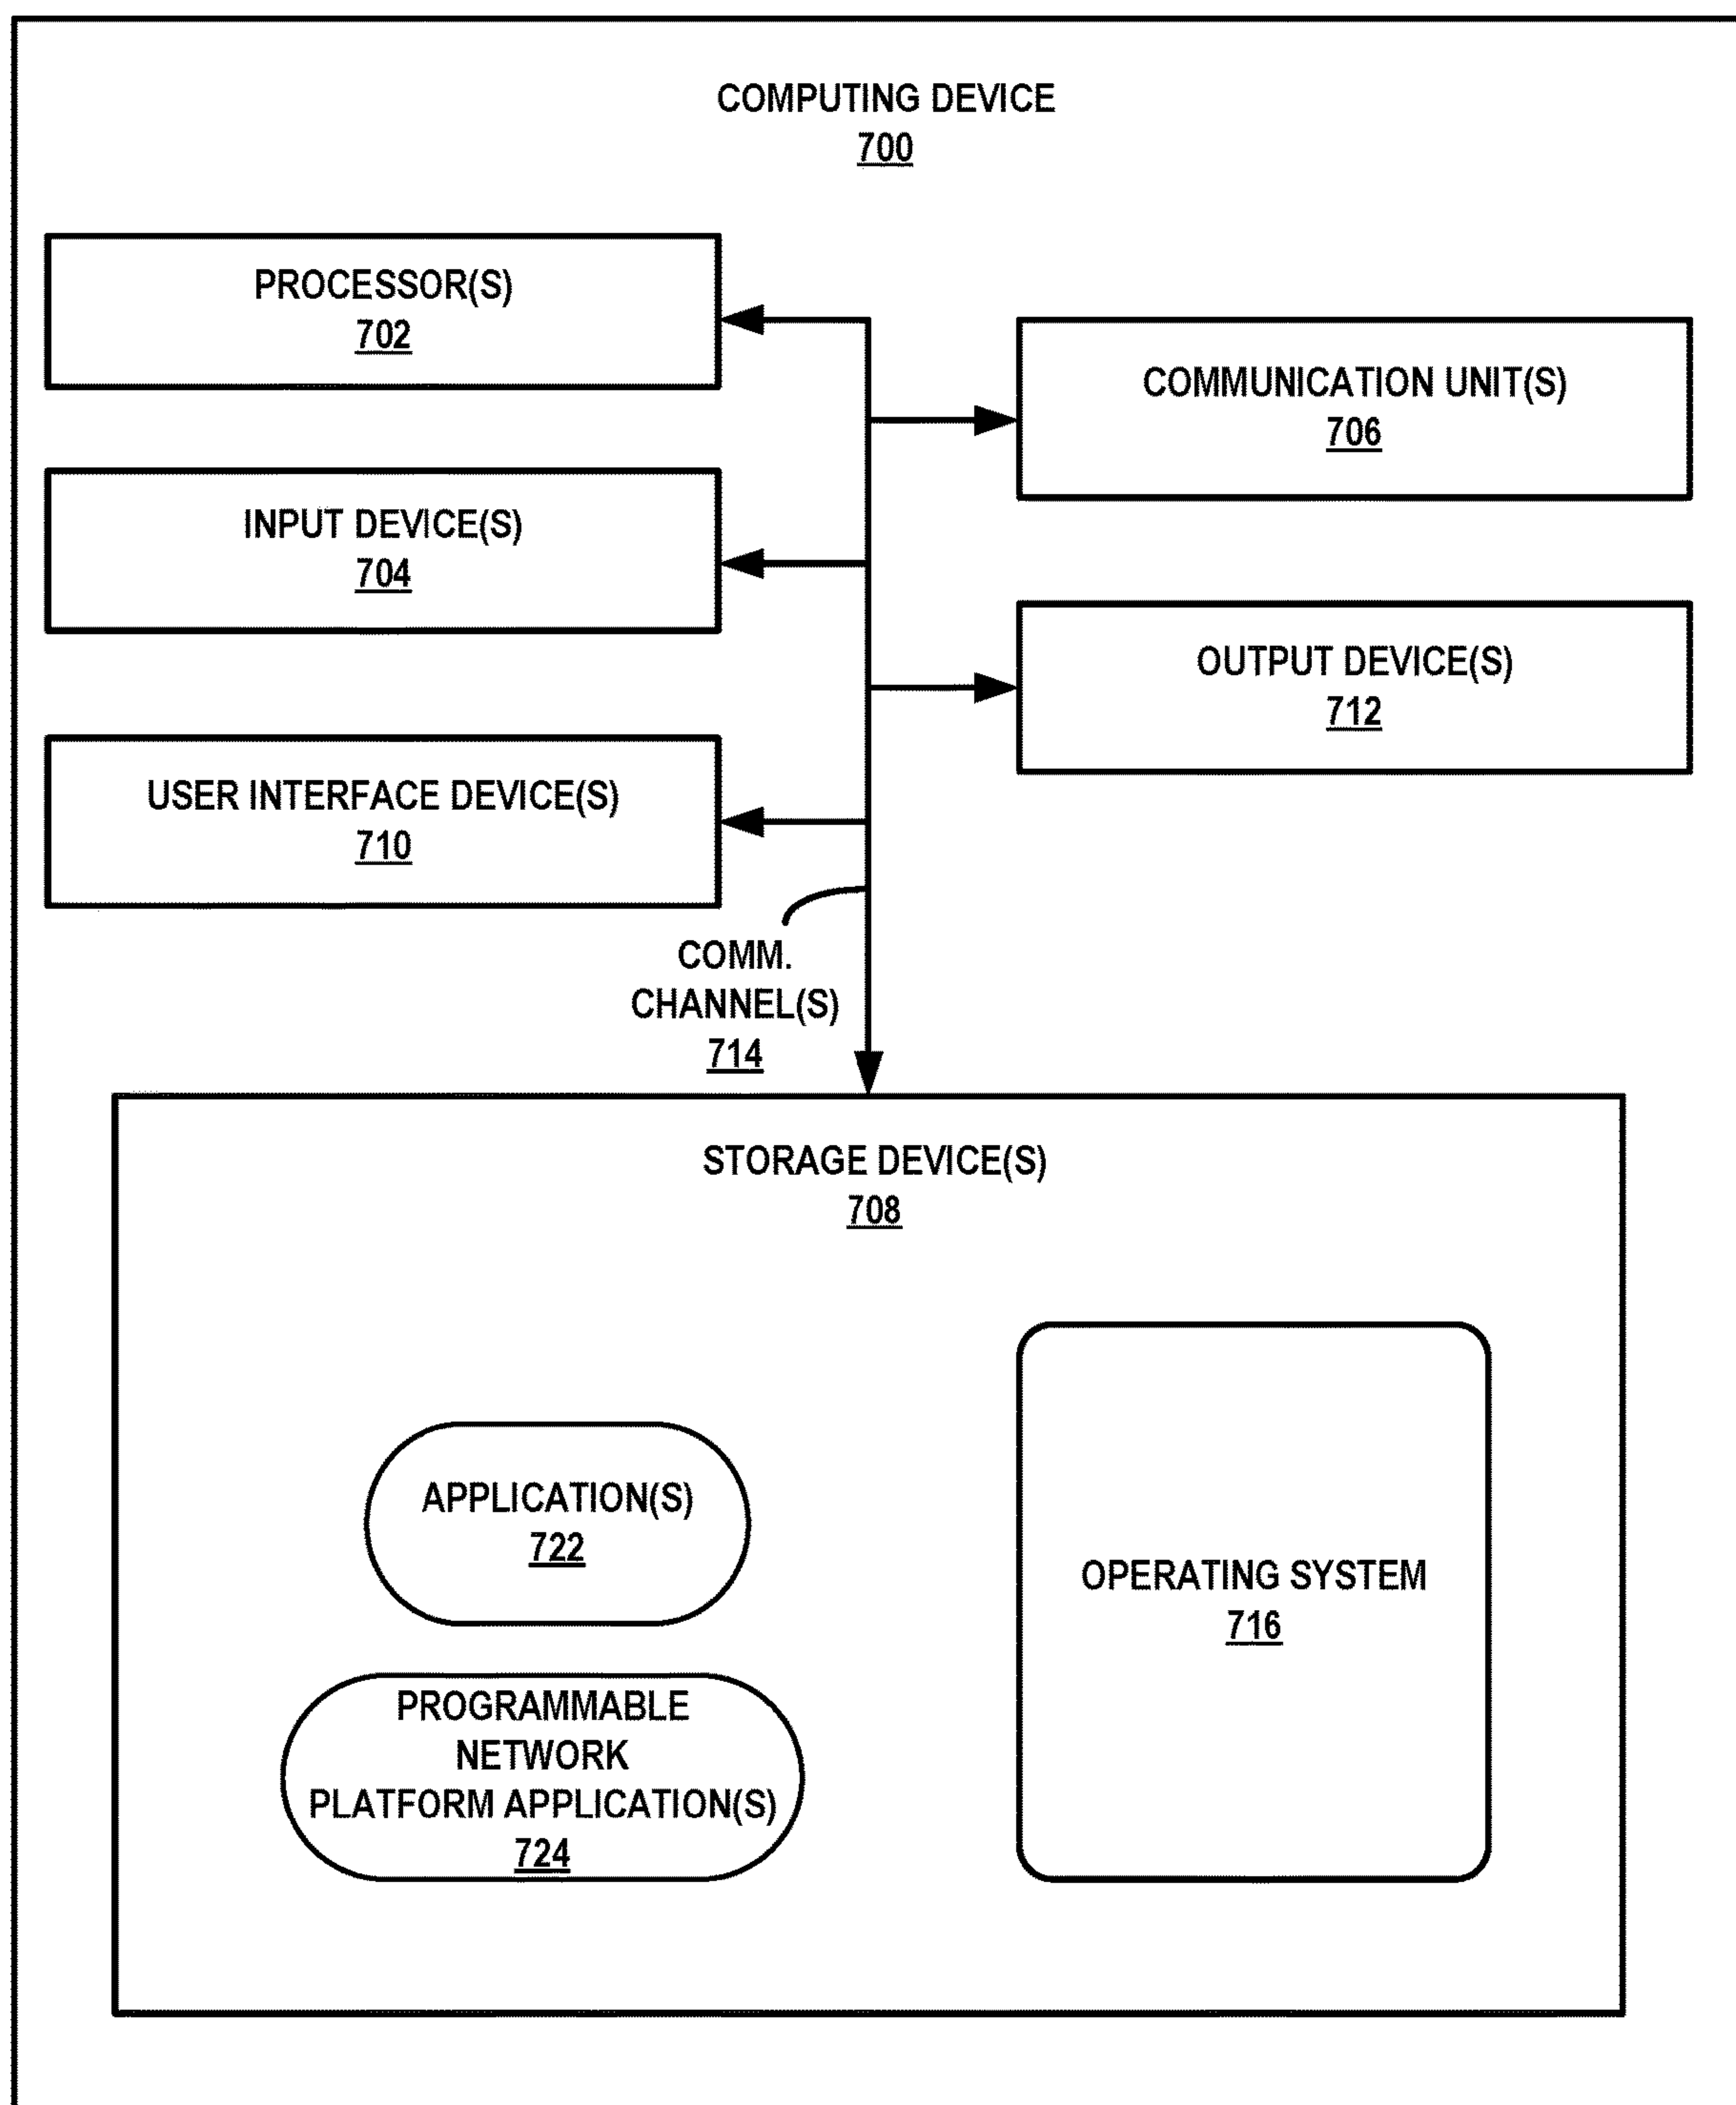 COMPUTING DEVICE
700
PROCESSOR(S)
702
COMMUNICATION UNIT(S)
706
INPUT DEVICE(S)
704
OUTPUT DEVICE(S)
712
USER INTERFACE DEVICE(S)
710
COMM.
CHANNEL(S)
714
STORAGE DEVICE(S)
708
APPLICATION(S)
722
OPERATING SYSTEM
716
PROGRAMMABLE
NETWORK
PLATFORM APPLICATION(S)
724